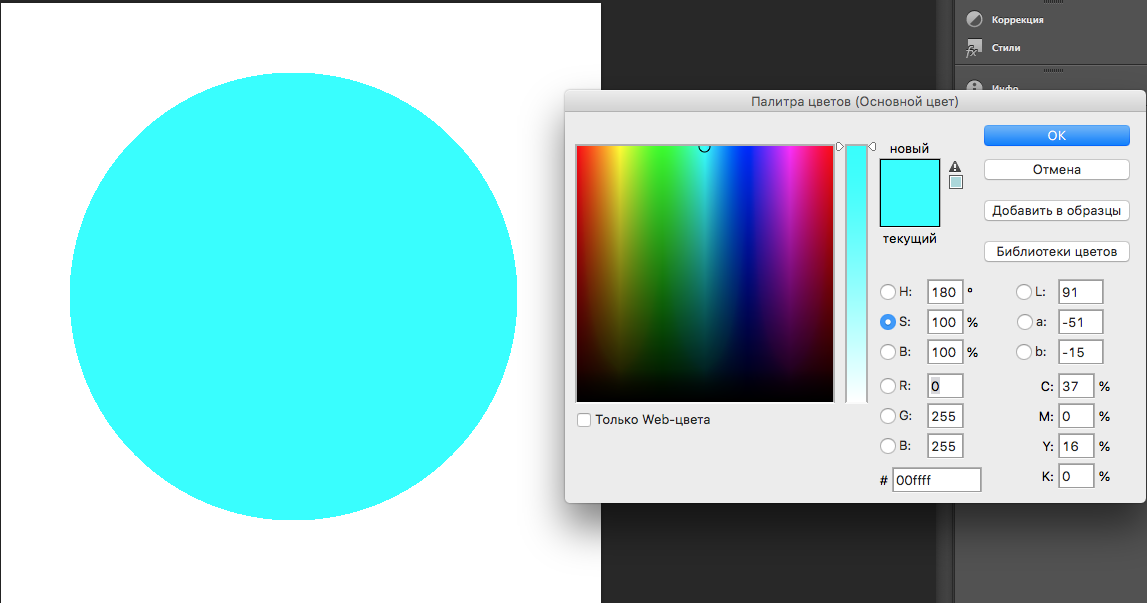 Коррекция
Стили
Инфо
Палитра цветов (Основной цвет)
новый
текущий
OK
Отмена
Добавить в образцы
Библиотеки цветов
H: 180 °
S: 100 %
B: 100 %
R: 0
G: 255
B: 255
# 00ffff
L: 91
a: -51
b: -15
C: 37 %
M: 0 %
Y: 16 %
K: 0 %
Только Web-цвета